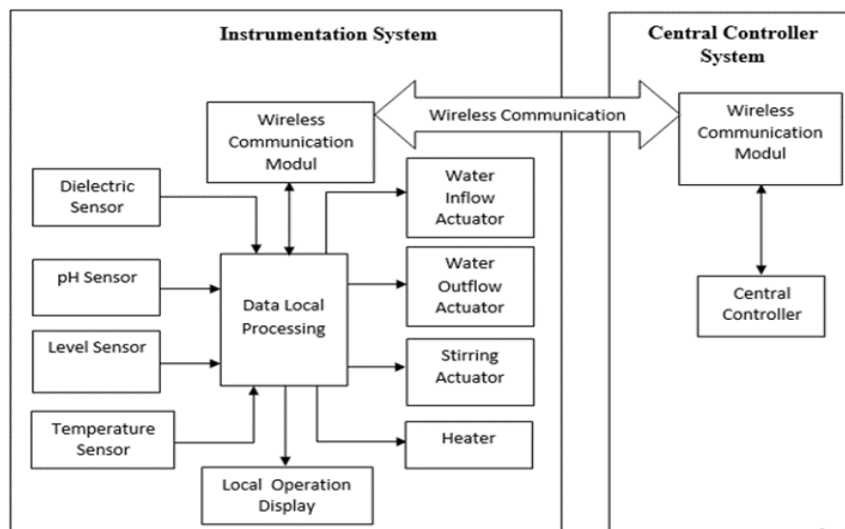 Instrumentation System
Central Controller
System
Wireless
Communication
Modul
Wireless Communication
Wireless
Communication
Modul
Dielectric
Sensor
pH Sensor
Level Sensor
Temperature
Sensor
Data Local
Processing
Water
Inflow
Actuator
Water
Outflow
Actuator
Stirring
Actuator
Heater
Local Operation
Display
Central
Controller